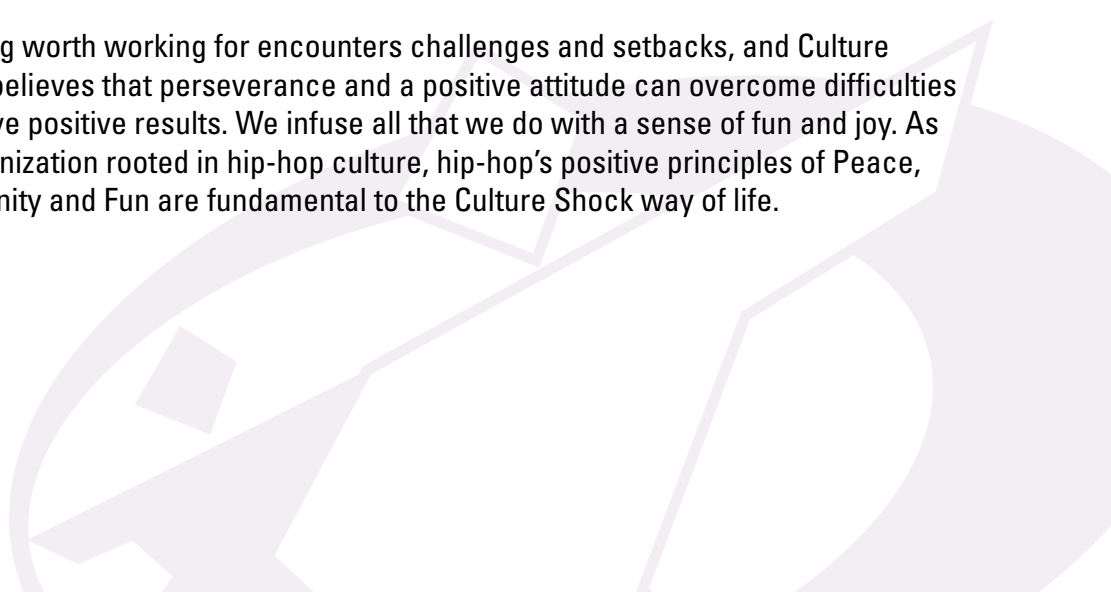 g worth working for encounters challenges and setbacks, and Culture
believes that perseverance and a positive attitude can overcome difficulties
ve positive results. We infuse all that we do with a sense of fun and joy. As
nization rooted in hip-hop culture, hip-hop’s positive principles of Peace,
nity and Fun are fundamental to the Culture Shock way of life.